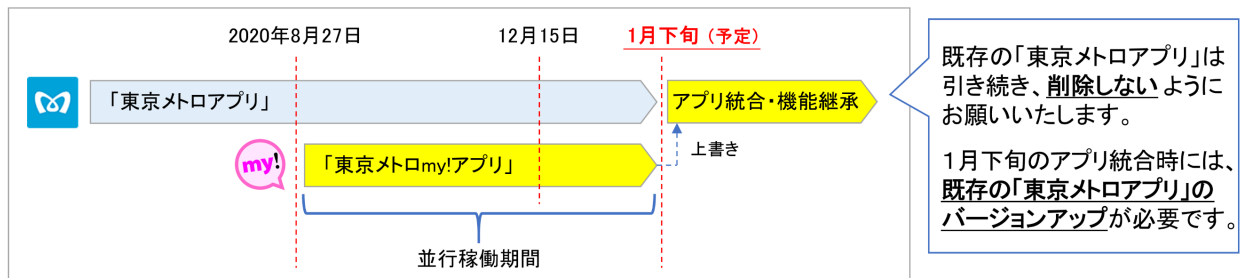 2020年8月27日
12月15日
1月下旬（予定）
「東京メトロアプリ」
アプリ統合・機能継承
my!
「東京メトロmy!アプリ」
上書き
並行稼働期間
既存の「東京メトロアプリ」は
引き続き、削除しないように
お願いいたします。
１月下旬のアプリ統合時には、
既存の「東京メトロアプリ」の
バージョンアップが必要です。